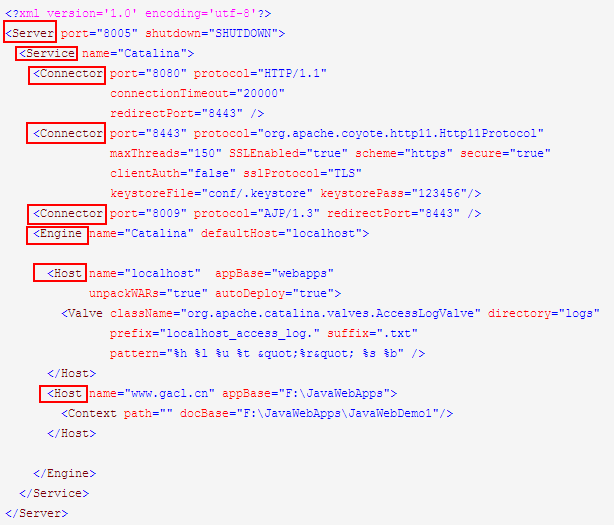 <?xml version='1.0' encoding='utf-8'?>
<Server port="8005" shutdown="SHUTDOWN">
<Service name="Catalina">
<Connector port="8080" protocol="HTTP/1.1"
connectionTimeout="20000"
redirectPort="8443" />
<Connector port="8443" protocol="org.apache.coyote.http11.Http11Protocol"
maxThreads="150" SSLEnabled="true" scheme="https" secure="true"
clientAuth="false" sslProtocol="TLS"
keystoreFile="conf/.keystore" keystorePass="123456"/>
<Connector port="8009" protocol="AJP/1.3" redirectPort="8443" />
<Engine name="Catalina" defaultHost="localhost">
<Host name="localhost" appBase="webapps"
unpackWARs="true" autoDeploy="true">
<Valve className="org.apache.catalina.valves.AccessLogValve" directory="logs"
prefix="localhost_access_log." suffix=".txt"
pattern="%h %l %u %t &quot;%r&quot; %s %b" />
</Host>
<Host name="www.gacl.cn" appBase="F:\JavaWebApps">
<Context path="" docBase="F:\JavaWebApps\JavaWebDemo1"/>
</Host>
</Engine>
</Service>
</Server>